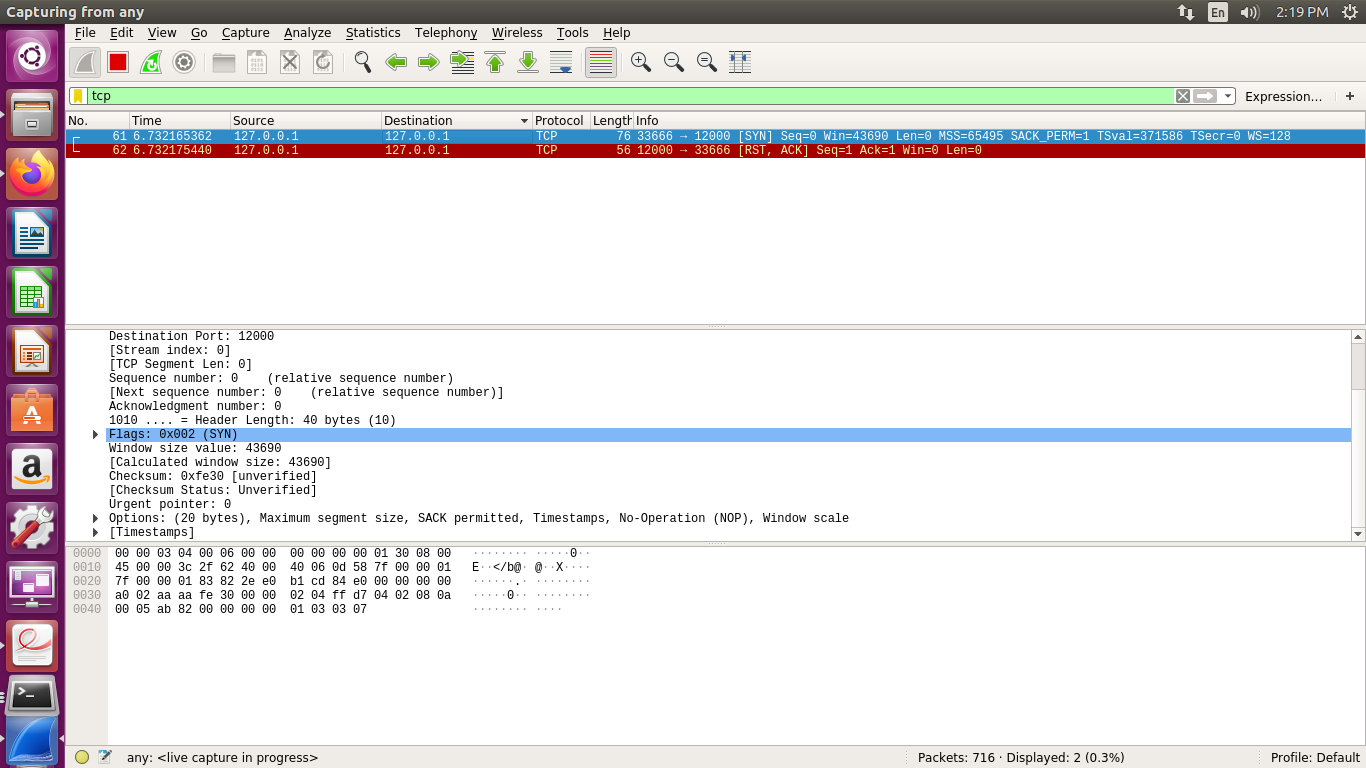 Capturing from any
En
2:19 PM
File Edit View Go Capture Analyze Statistics Telephony Wireless Tools Help
tcp
Expression…
+
No. Time Source Destination Protocol Length Info
61 6.732165362 127.0.0.1 127.0.0.1 TCP 76 33666 → 12000 [SYN] Seq=0 Win=43690 Len=0 MSS=65495 SACK_PERM=1 TSval=371586 TSecr=0 WS=128
62 6.732175440 127.0.0.1 127.0.0.1 TCP 56 12000 → 33666 [RST, ACK] Seq=1 Ack=1 Win=0 Len=0
Destination Port: 12000
[Stream index: 0]
[TCP Segment Len: 0]
Sequence number: 0    (relative sequence number)
[Next sequence number: 0    (relative sequence number)]
Acknowledgment number: 0
1010 .... = Header Length: 40 bytes (10)
Flags: 0x002 (SYN)
Window size value: 43690
[Calculated window size: 43690]
Checksum: 0xfe30 [unverified]
[Checksum Status: Unverified]
Urgent pointer: 0
Options: (20 bytes), Maximum segment size, SACK permitted, Timestamps, No-Operation (NOP), Window scale
[Timestamps]
0000 00 00 03 04 00 06 00 00  00 00 00 00 01 30 08 00 ········ ·····0··
0010 45 00 00 3c 2f 62 40 00  40 06 0d 58 7f 00 00 01 E··</b@· @··X····
0020 7f 00 00 01 83 82 2e e0  b1 cd 84 e0 00 00 00 00 ······.· ········
0030 a0 02 aa aa fe 30 00 00  02 04 ff d7 04 02 08 0a ·····0·· ········
0040 00 05 ab 82 00 00 00 00  01 03 03 07 ········ ····
any: <live capture in progress>
Packets: 716 · Displayed: 2 (0.3%)
Profile: Default